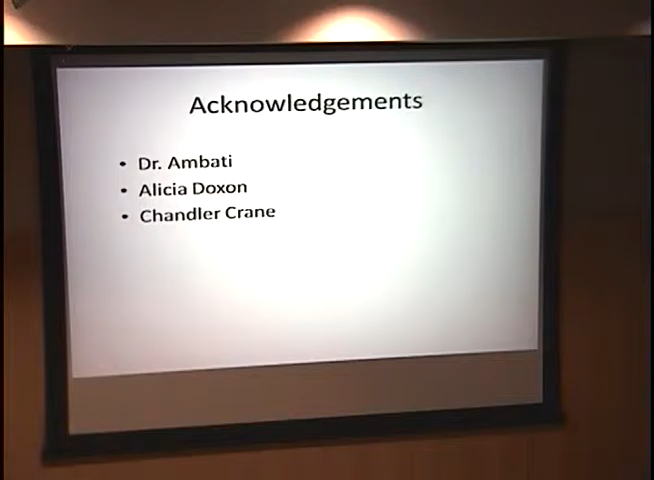 Acknowledgements
• Dr. Ambati
• Alicia Doxon
• Chandler Crane